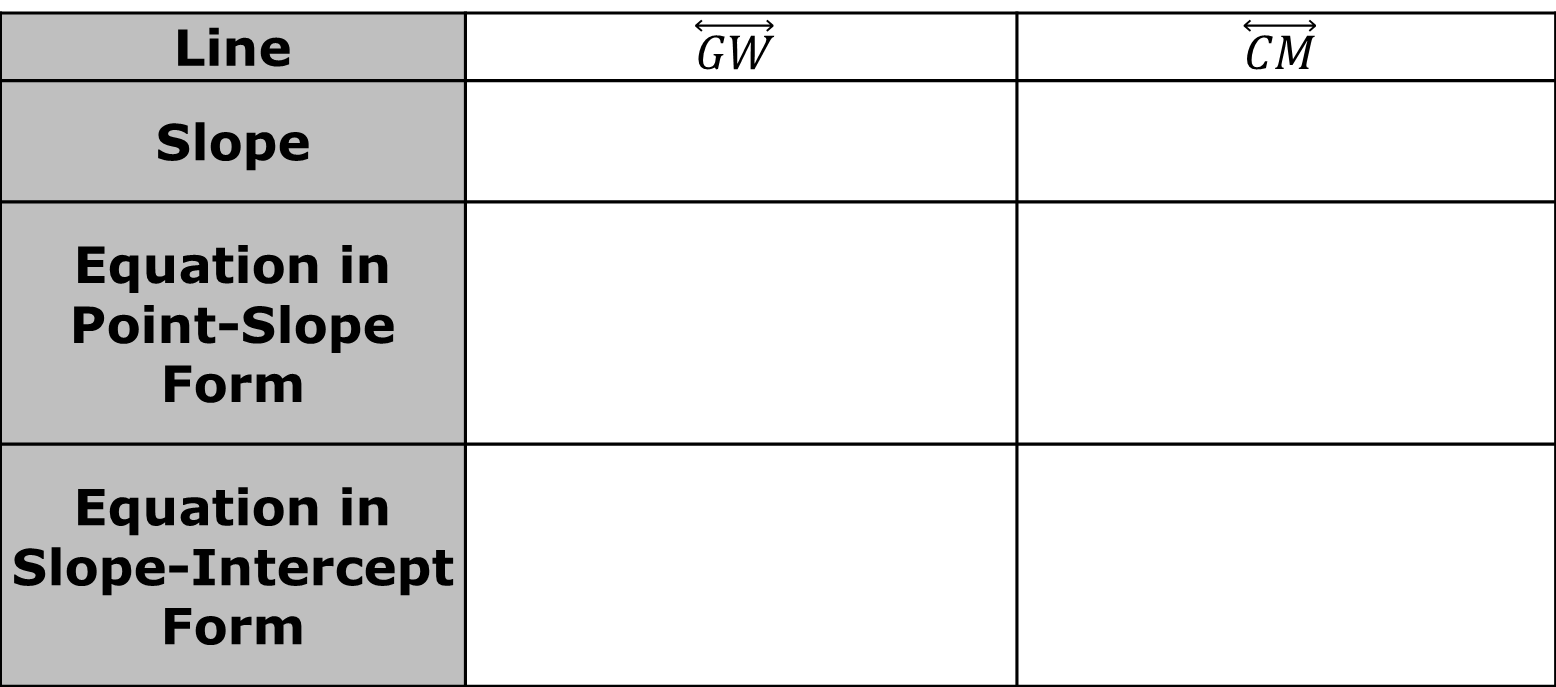 Line
GW
CM
Slope
Equation in
Point-Slope
Form
Equation in
Slope-Intercept
Form